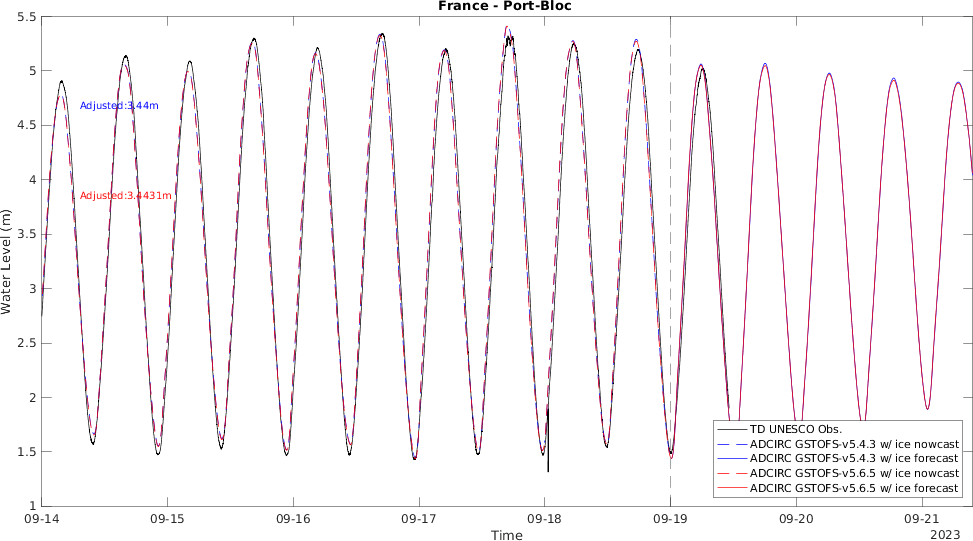 France - Port-Bloc
5.5
5
4.5
4
3.5
3
2.5
2
1.5
1
Water Level (m)
Adjusted:3.44m
Adjusted:3.4431m
TD UNESCO Obs.
ADCIRC GSTOFS-v5.4.3 w/ ice nowcast
ADCIRC GSTOFS-v5.4.3 w/ ice forecast
ADCIRC GSTOFS-v5.6.5 w/ ice nowcast
ADCIRC GSTOFS-v5.6.5 w/ ice forecast
09-14 09-15 09-16 09-17 09-18 09-19 09-20 09-21
Time
2023